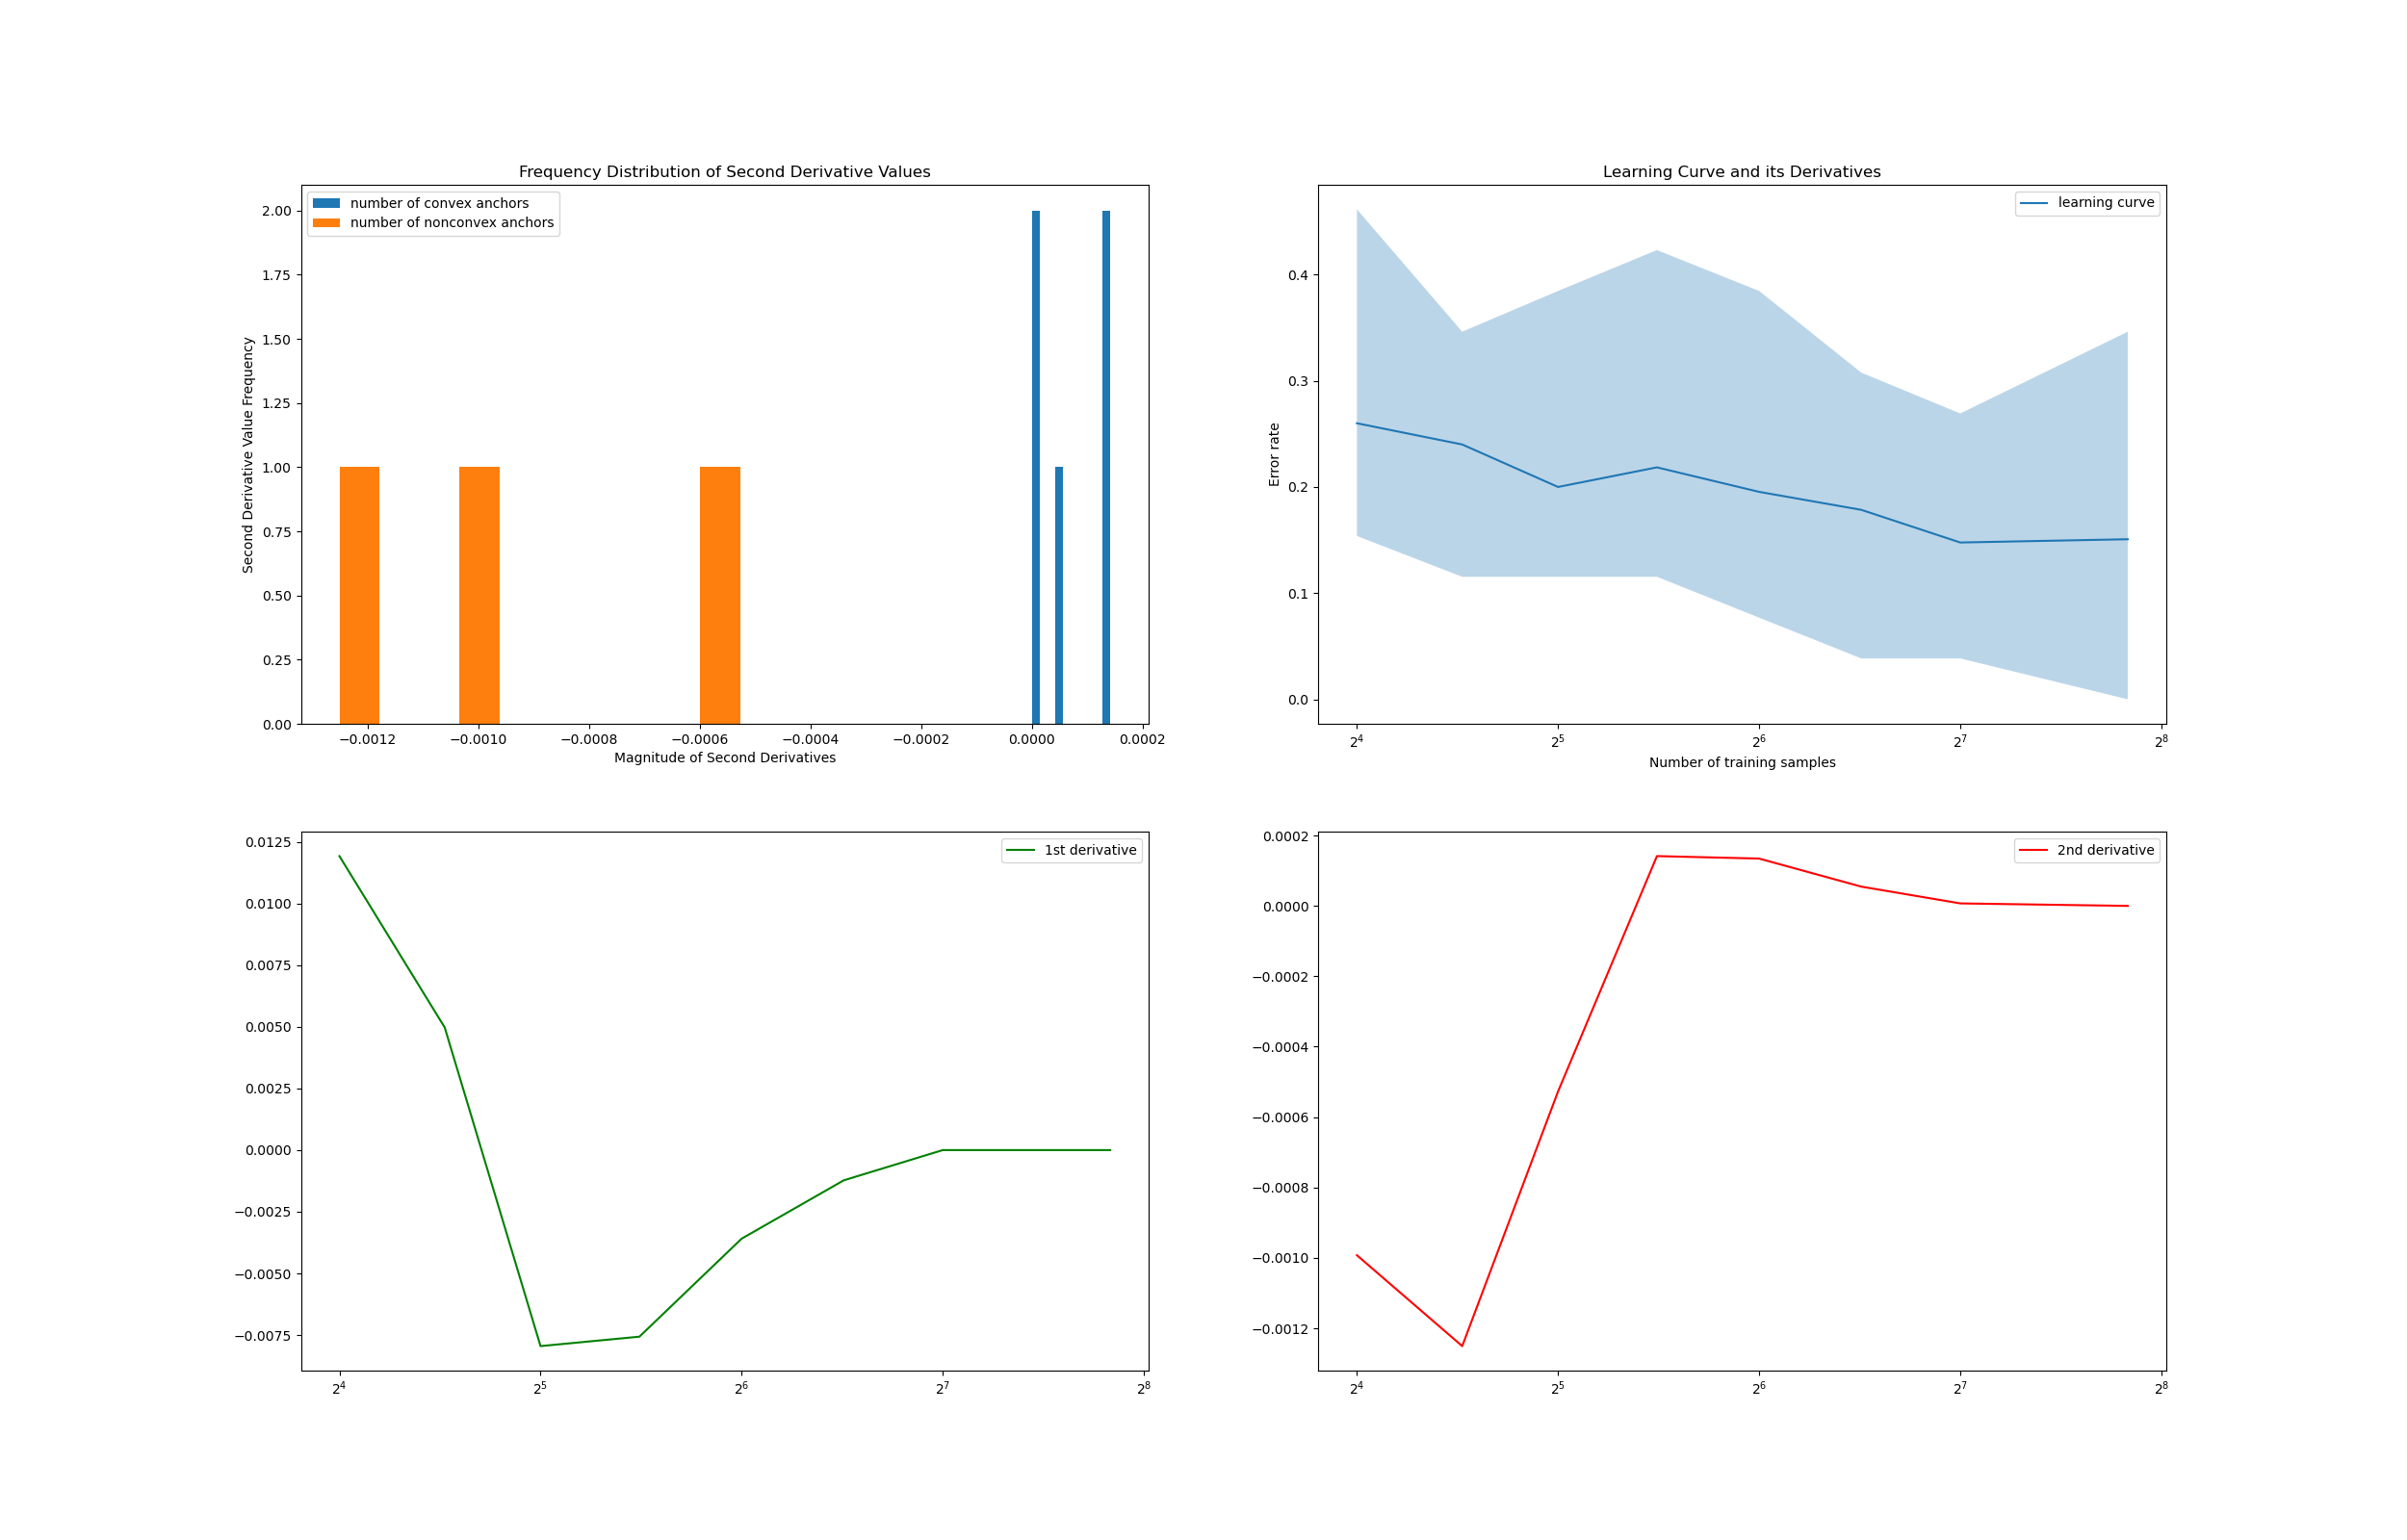 Frequency Distribution of Second Derivative Values
number of convex anchors
number of nonconvex anchors
Second Derivative Value Frequency
2.00
1.75
1.50
1.25
1.00
0.75
0.50
0.25
0.00
−0.0012 −0.0010 −0.0008 −0.0006 −0.0004 −0.0002 0.0000 0.0002
Magnitude of Second Derivatives
Learning Curve and its Derivatives
learning curve
Error rate
0.4
0.3
0.2
0.1
0.0
2⁴ 2⁵ 2⁶ 2⁷ 2⁸
Number of training samples
1st derivative
0.0125
0.0100
0.0075
0.0050
0.0025
0.0000
−0.0025
−0.0050
−0.0075
2⁴ 2⁵ 2⁶ 2⁷ 2⁸
2nd derivative
0.0002
0.0000
−0.0002
−0.0004
−0.0006
−0.0008
−0.0010
−0.0012
2⁴ 2⁵ 2⁶ 2⁷ 2⁸